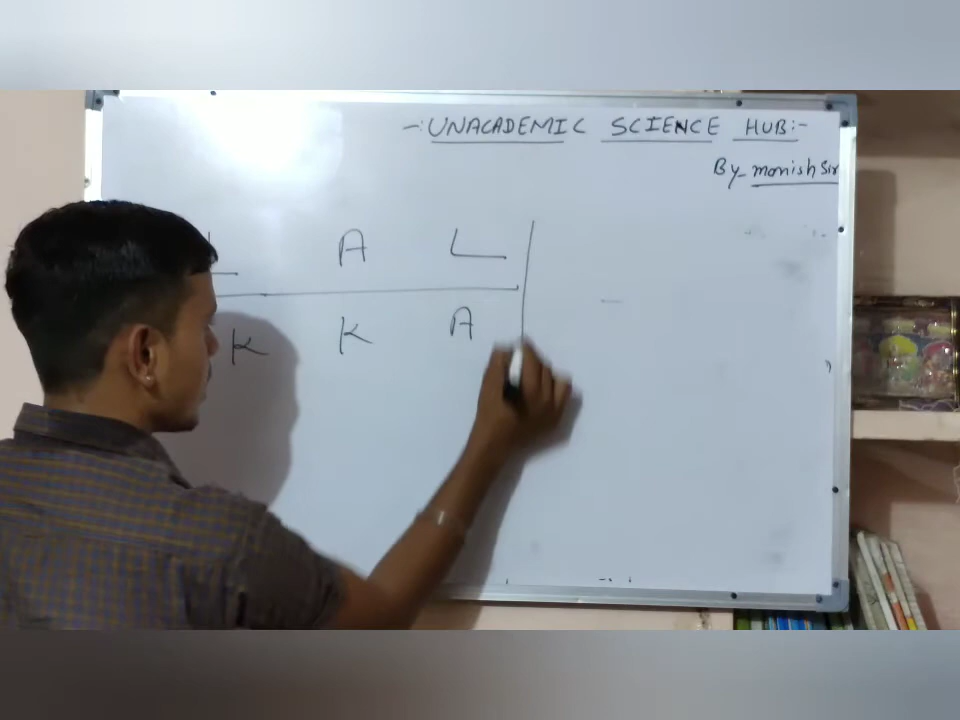 -: UNACADEMIC SCIENCE HUB:-
By- monish Sir
L A L
K K A